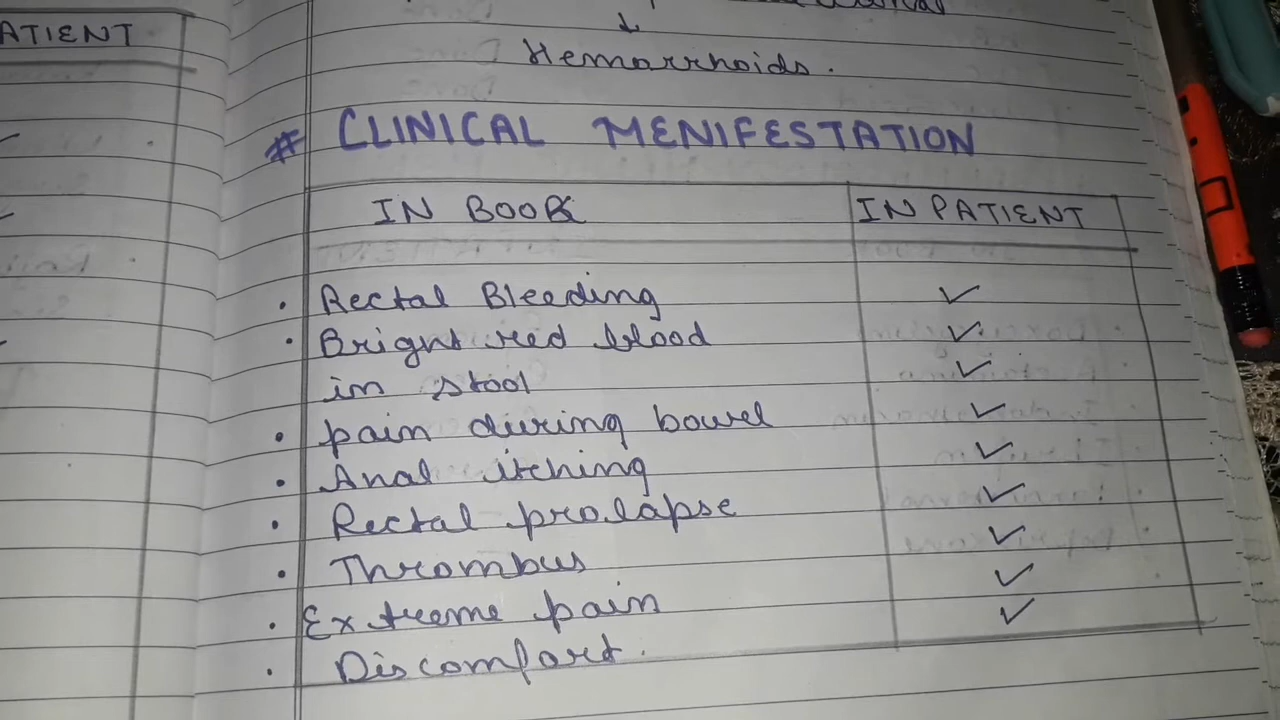 ATIENT
Hemorrhoids.
# CLINICAL MENIFESTATION
IN BOOK IN PATIENT
• Rectal Bleeding ✓
• Bright red blood ✓
in stool ✓
• pain during bowel ✓
• Anal itching ✓
• Rectal prolapse ✓
• Thrombus ✓
• Extreme pain ✓
• Discomfort. ✓